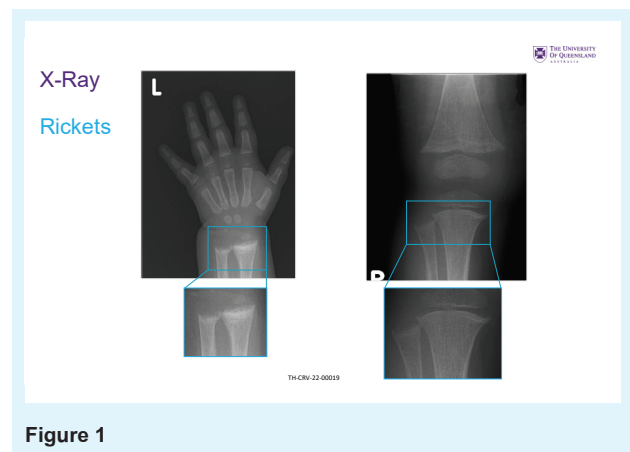 THE UNIVERSITY
OF QUEENSLAND
AUSTRALIA
X-Ray
Rickets
L
R
TH-CRV-22-00019
Figure 1